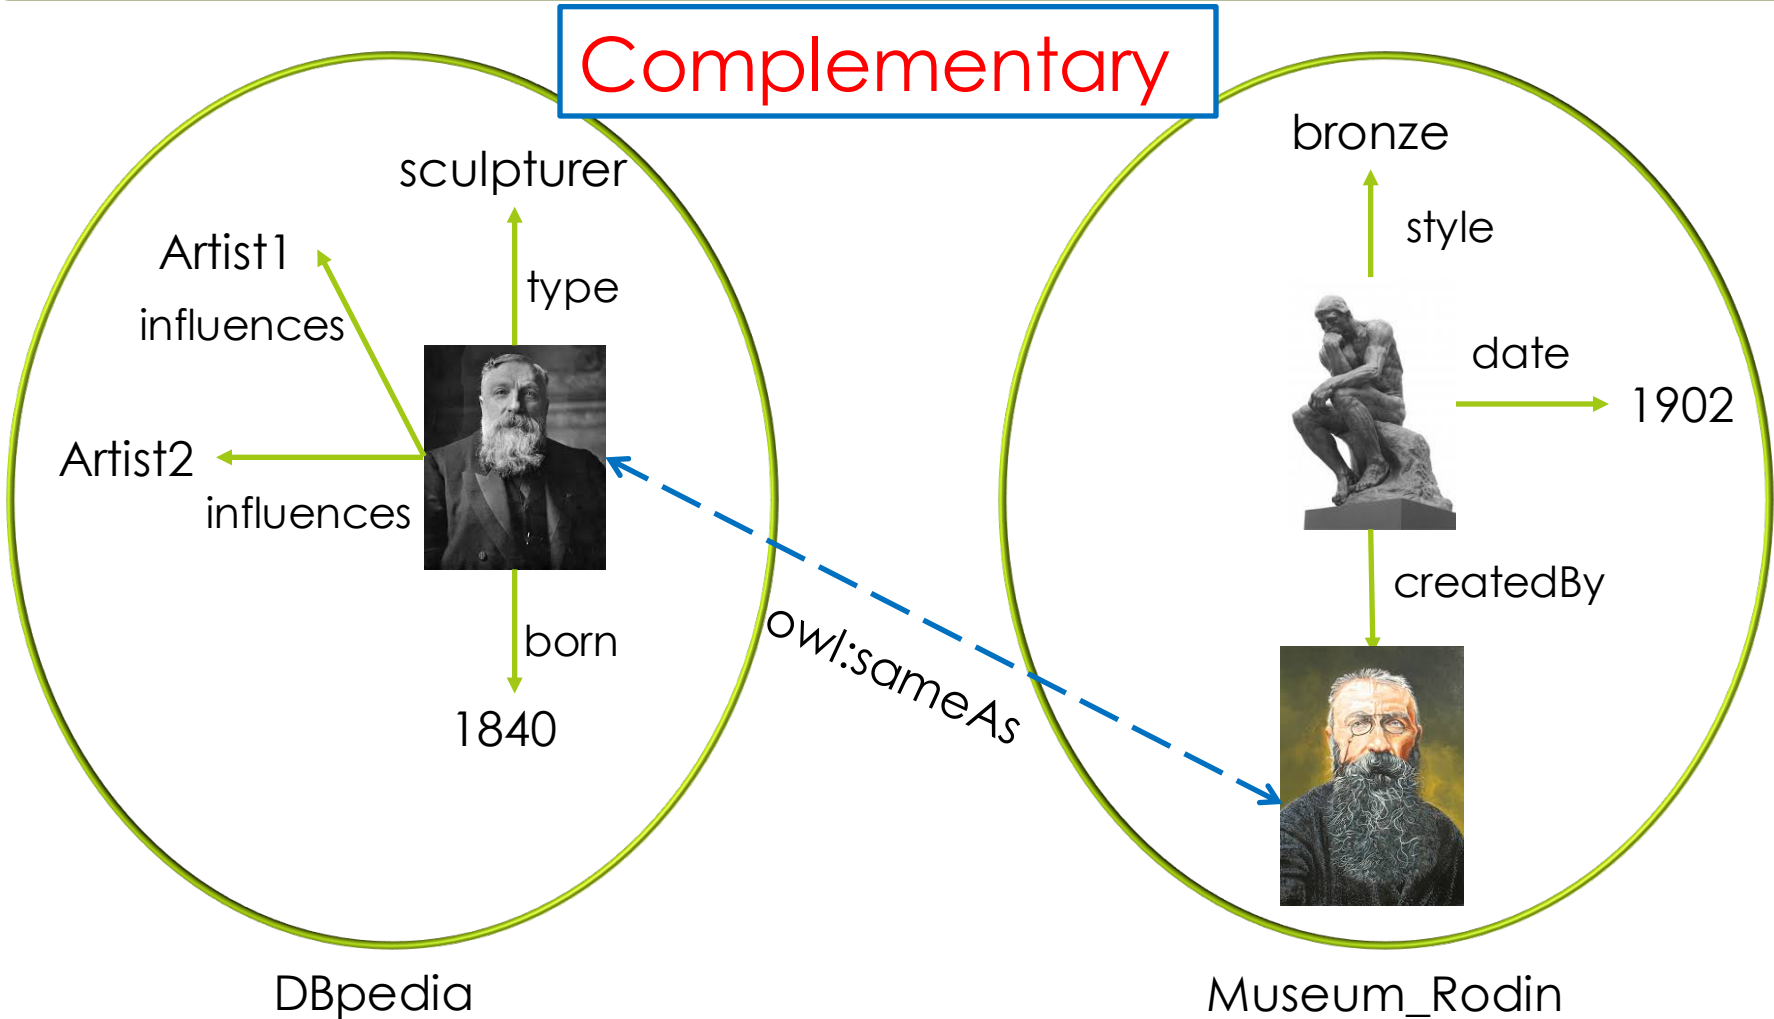 Complementary
sculpturer
Artist1
type
influences
Artist2
influences
born
1840
DBpedia
owl:sameAs
bronze
style
date
1902
createdBy
Museum_Rodin